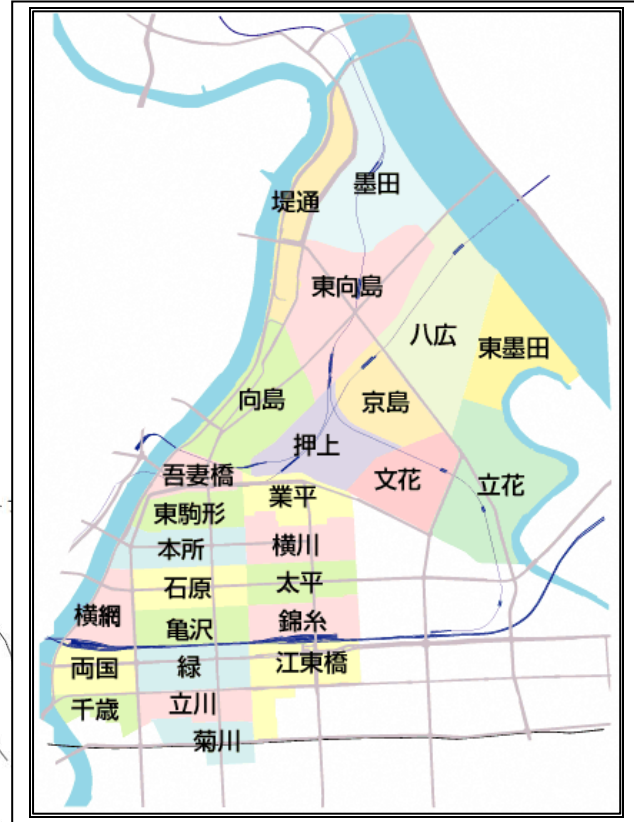 墨田
堤通
東向島
八広
東墨田
向島
京島
押上
吾妻橋
文花
立花
業平
東駒形
本所
横川
石原
太平
横網
亀沢
錦糸
両国
緑
江東橋
千歳
立川
菊川